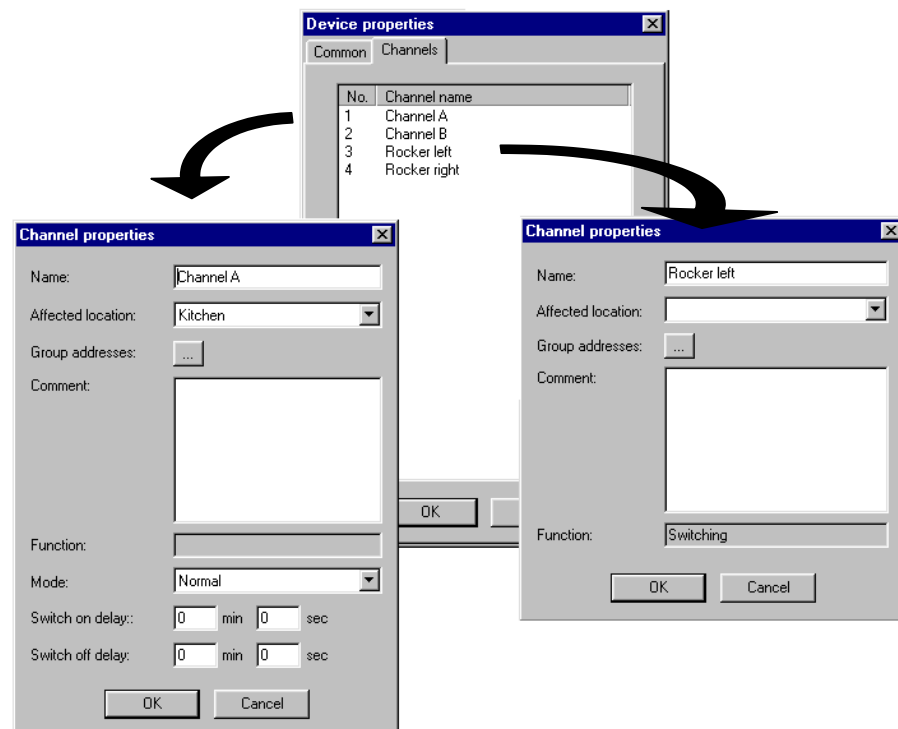 Device properties
Common Channels
No. Channel name
1 Channel A
2 Channel B
3 Rocker left
4 Rocker right
OK
Channel properties
Name: Channel A
Affected location: Kitchen
Group addresses: ...
Comment:
Function:
Mode: Normal
Switch on delay:: 0 min 0 sec
Switch off delay: 0 min 0 sec
OK Cancel
Channel properties
Name: Rocker left
Affected location:
Group addresses: ...
Comment:
Function: Switching
OK Cancel